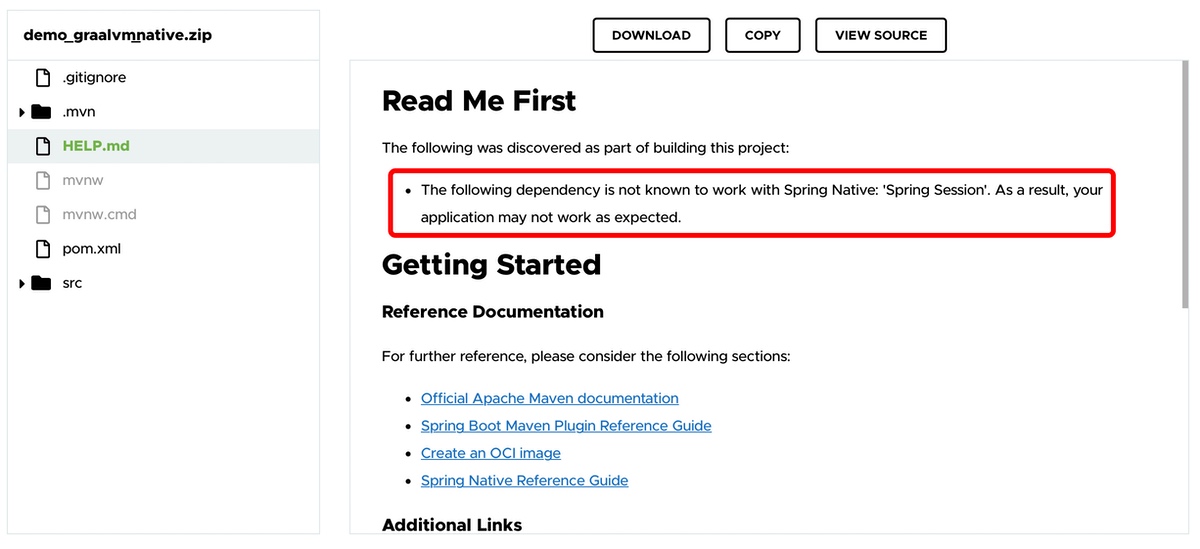 demo_graalvm_native.zip
DOWNLOAD
COPY
VIEW SOURCE
.gitignore
.mvn
HELP.md
mvnw
mvnw.cmd
pom.xml
src
Read Me First
The following was discovered as part of building this project:
The following dependency is not known to work with Spring Native: 'Spring Session'. As a result, your
application may not work as expected.
Getting Started
Reference Documentation
For further reference, please consider the following sections:
Official Apache Maven documentation
Spring Boot Maven Plugin Reference Guide
Create an OCI image
Spring Native Reference Guide
Additional Links